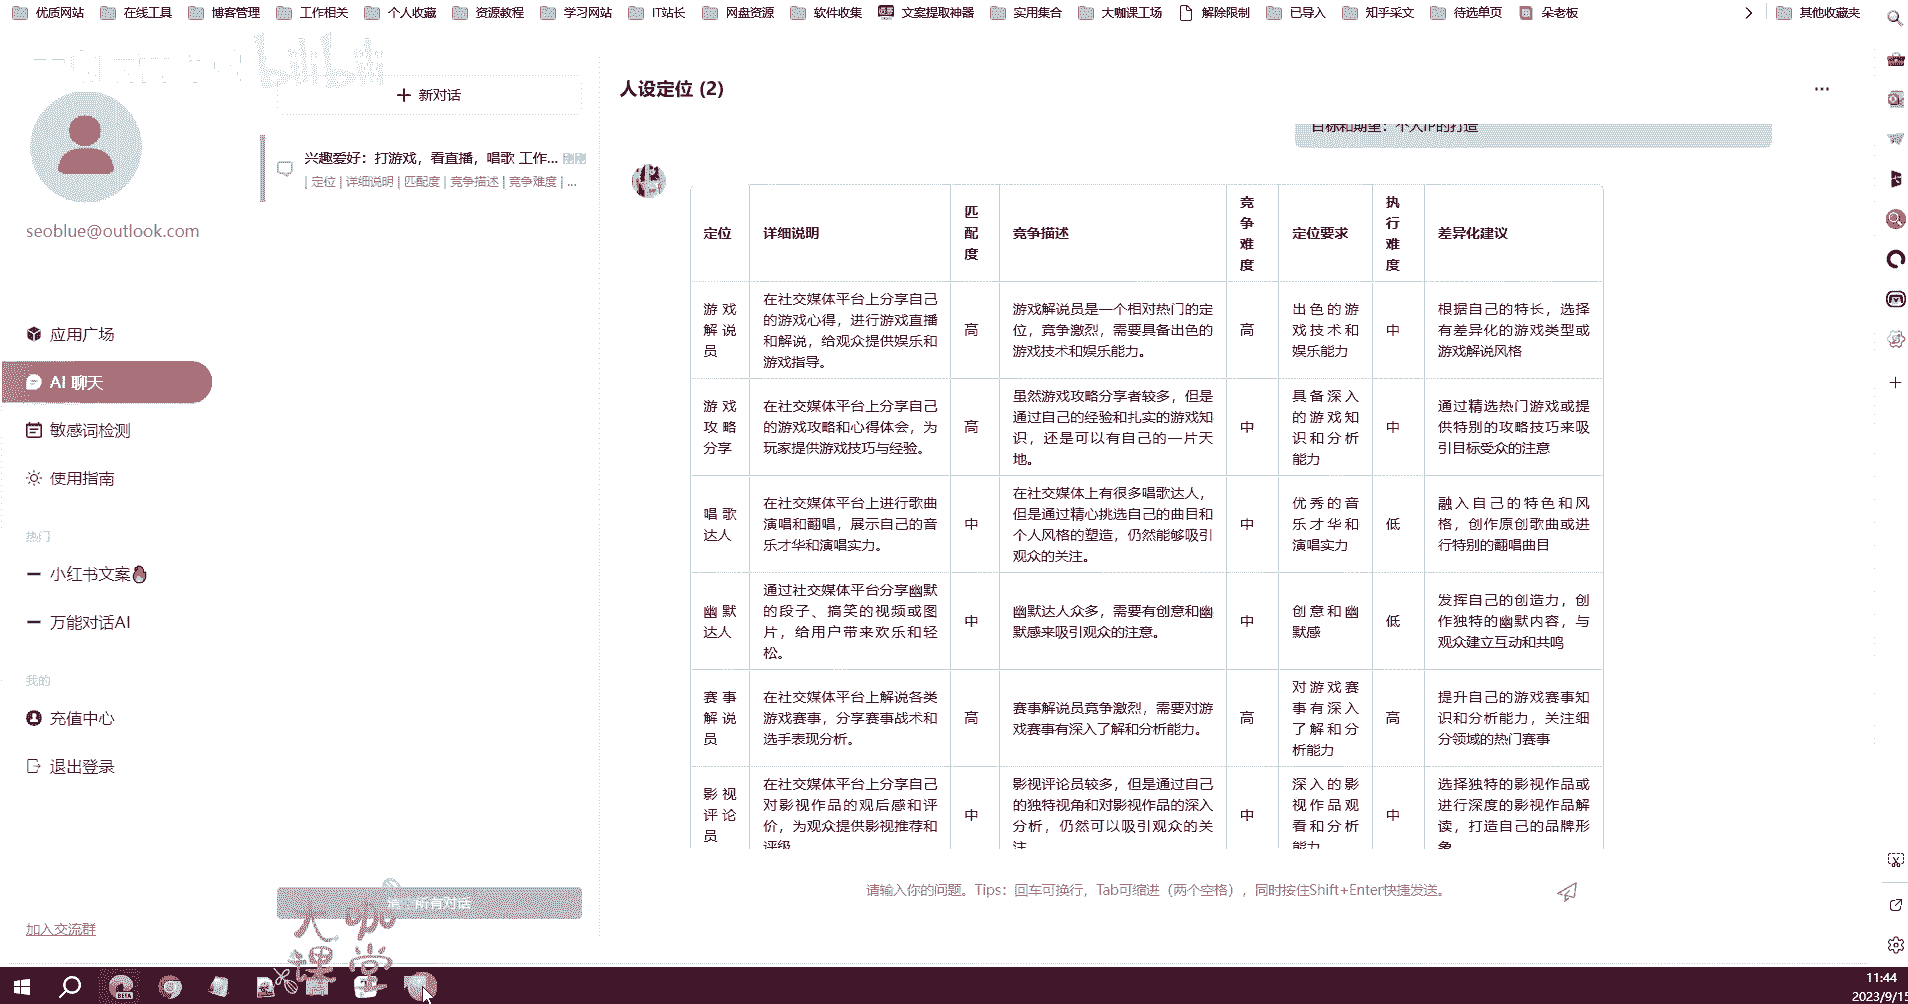 优质网站 在线工具 博客管理 工作相关 个人收藏 资源教程 学习网站 IT站长 网盘资源 软件收集 文案提取神器 实用集合 大咖课工场 解除限制 已导入 知乎采文 待选单页 朵老板 其他收藏夹
bilibili
seoblue@outlook.com
应用广场
AI 聊天
敏感词检测
使用指南
热门
小红书文案
万能对话AI
我的
充值中心
退出登录
加入交流群
新对话
兴趣爱好：打游戏，看直播，唱歌 工作... 刚刚
| 定位 | 详细说明 | 匹配度 | 竞争描述 | 竞争难度 | ...
所有对话
大咖
课堂
人设定位 (2)
目标和期望：个人IP的打造
定位 详细说明 匹配度 竞争描述 竞争难度 定位要求 执行难度 差异化建议
游戏解说员 在社交媒体平台上分享自己的游戏心得，进行游戏直播和解说，给观众提供娱乐和游戏指导。 高 游戏解说员是一个相对热门的定位，竞争激烈，需要具备出色的游戏技术和娱乐能力。 高 出色的游戏技术和娱乐能力 中 根据自己的特长，选择有差异化的游戏类型或游戏解说风格
游戏攻略分享 在社交媒体平台上分享自己的游戏攻略和心得体会，为玩家提供游戏技巧与经验。 高 虽然游戏攻略分享者较多，但是通过自己的经验和扎实的游戏知识，还是可以有自己的一片天地。 中 具备深入的游戏知识和分析能力 中 通过精选热门游戏或提供特别的攻略技巧来吸引目标受众的注意
唱歌达人 在社交媒体平台上进行歌曲演唱和翻唱，展示自己的音乐才华和演唱实力。 中 在社交媒体上有很多唱歌达人，但是通过精心挑选自己的曲目和个人风格的塑造，仍然能够吸引观众的关注。 中 优秀的音乐才华和演唱实力 低 融入自己的特色和风格，创作原创歌曲或进行特别的翻唱曲目
幽默达人 通过社交媒体平台分享幽默的段子、搞笑的视频或图片，给用户带来欢乐和轻松。 中 幽默达人众多，需要有创意和幽默感来吸引观众的注意。 中 创意和幽默感 低 发挥自己的创造力，创作独特的幽默内容，与观众建立互动和共鸣
赛事解说员 在社交媒体平台上解说各类游戏赛事，分享赛事战术和选手表现分析。 高 赛事解说员竞争激烈，需要对游戏赛事有深入了解和分析能力。 高 对游戏赛事有深入了解和分析能力 高 提升自己的游戏赛事知识和分析能力，关注细分领域的热门赛事
影视评论员 在社交媒体平台上分享自己对影视作品的观后感和评价，为观众提供影视推荐和评级 中 影视评论员较多，但是通过自己的独特视角和对影视作品的深入分析，仍然可以吸引观众的关注 中 深入的影视作品观看和分析能力 中 选择独特的影视作品或进行深度的影视作品解读，打造自己的品牌形象
请输入你的问题。Tips：回车可换行，Tab可缩进（两个空格），同时按住Shift+Enter快捷发送。
BETA
11:44
2023/9/15